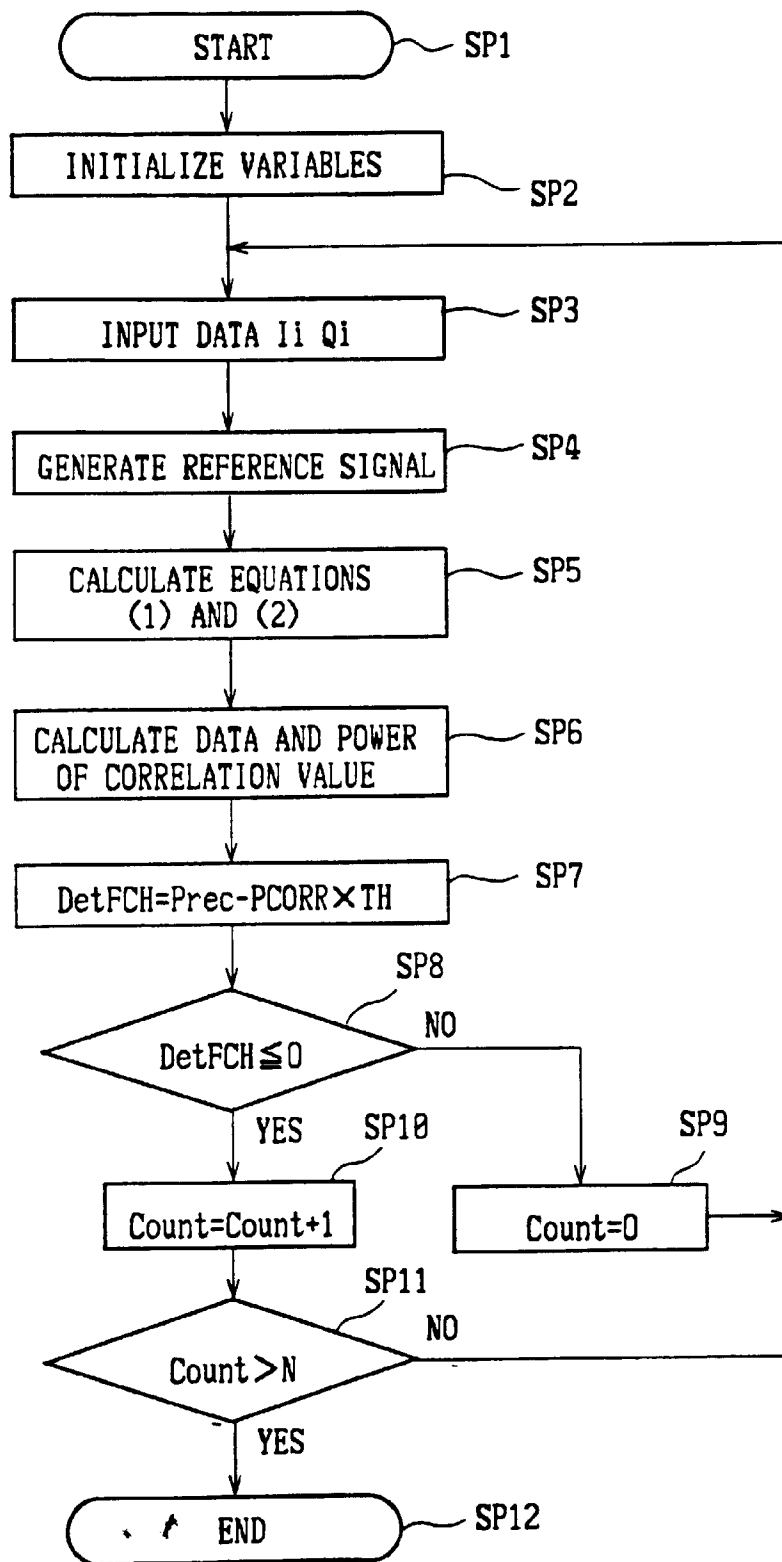 START
SP1
INITIALIZE VARIABLES
SP2
INPUT DATA Ii Qi
SP3
GENERATE REFERENCE SIGNAL
SP4
CALCULATE EQUATIONS
(1) AND (2)
SP5
CALCULATE DATA AND POWER
OF CORRELATION VALUE
SP6
DetFCH=Prec-PCORR×TH
SP7
SP8
DetFCH≦0
NO
YES
SP10
SP9
Count=Count+1
Count=0
SP11
Count>N
NO
YES
END
SP12